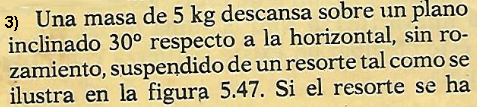 3) Una masa de 5 kg descansa sobre un plano
inclinado 30º respecto a la horizontal, sin ro-
zamiento, suspendido de un resorte tal como se
ilustra en la figura 5.47. Si el resorte se ha